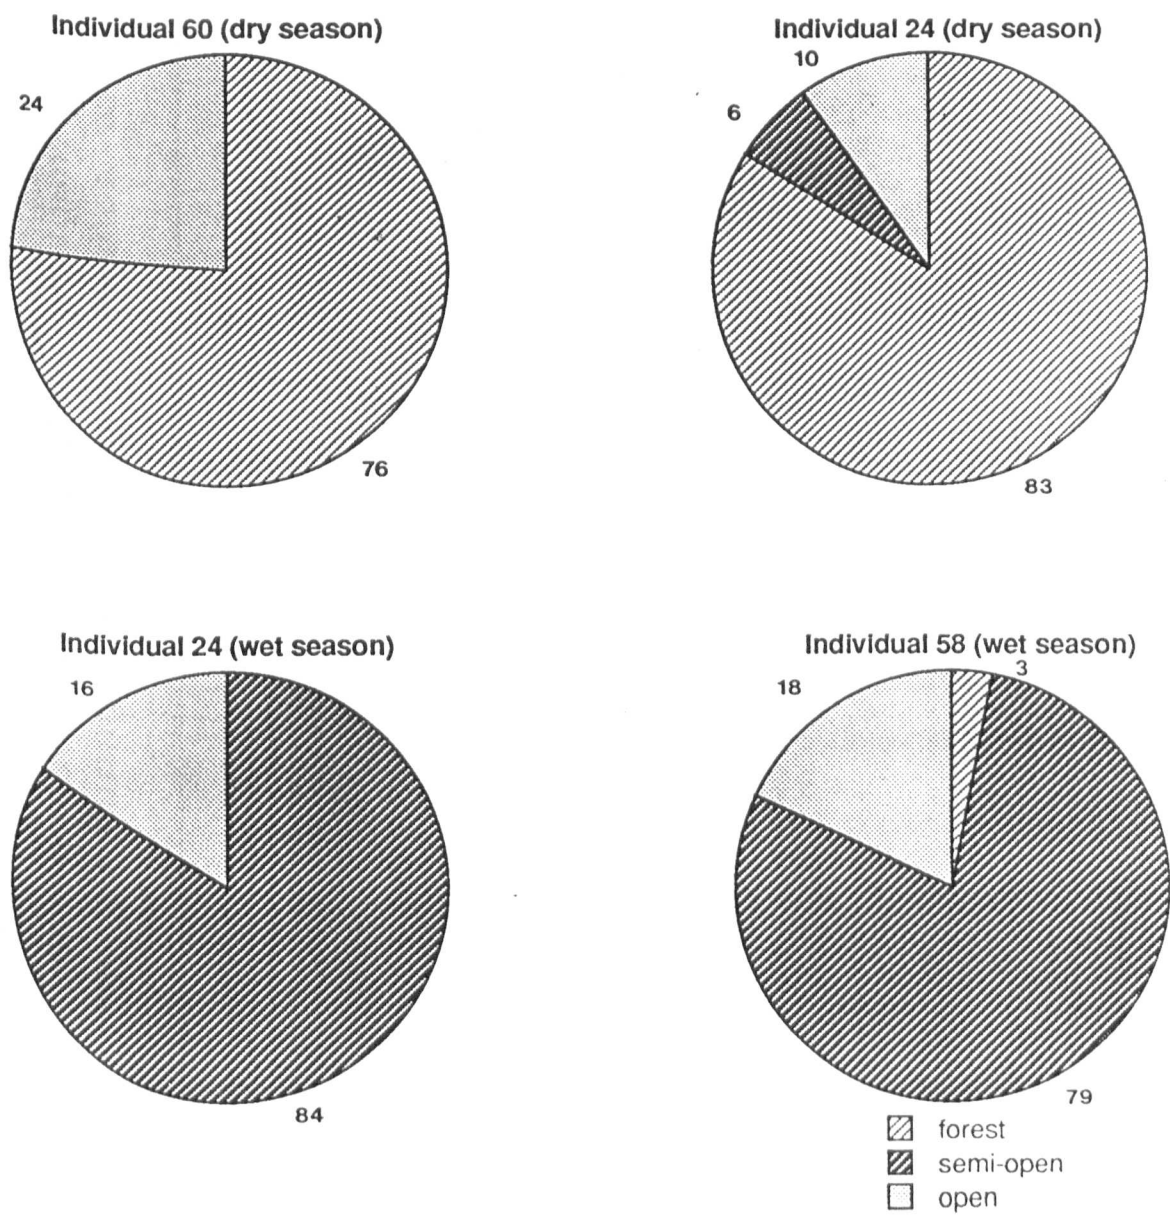 Individual 60 (dry season)
24
76
Individual 24 (dry season)
10
6
83
Individual 24 (wet season)
16
84
Individual 58 (wet season)
3
18
79
forest
semi-open
open